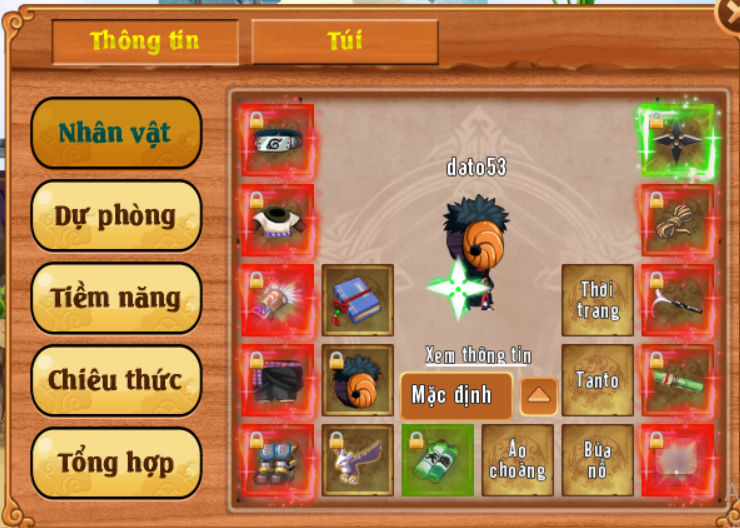 Thông tin
Túi
Nhân vật
Dự phòng
Tiềm năng
Chiêu thức
Tổng hợp
dato53
Thời
trang
Xem thông tin
Mặc định
Tanto
Áo
choàng
Bùa
nổ